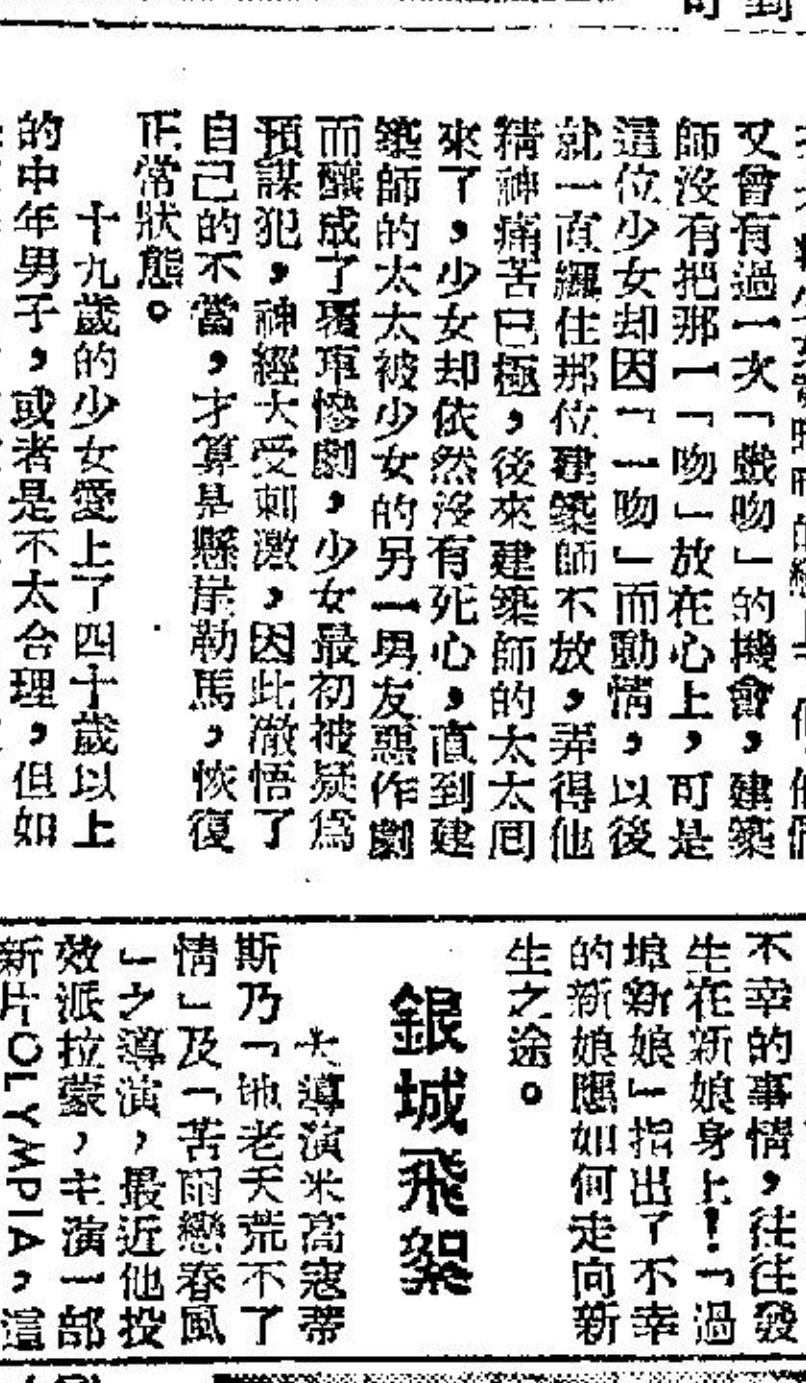 又曾有過一次「戲吻」的機會，建築
師沒有把那一「吻」放在心上，可是
這位少女却因「一吻」而動情，以後
就一直纏住那位建築師不放，弄得他
精神痛苦已極，後來建築師的太太回
來了，少女却依然沒有死心，直到建
築師的太太被少女的另一男友惡作劇
而釀成了覆車慘劇，少女最初被疑爲
預謀犯，神經大受刺激，因此澈悟了
自己的不當，才算是懸崖勒馬，恢復
正常狀態。
十九歲的少女愛上了四十歲以上
的中年男子，或者是不太合理，但如
不幸的事情，往往發
生在新娘身上！「過
埠新娘」指出了不幸
的新娘應如何走向新
生之途。
銀城飛絮
大導演米高寇蒂
斯乃「地老天荒不了
情」及「苦雨戀春風
」之導演，最近他投
效派拉蒙，主演一部
新片OLYMPIA，這